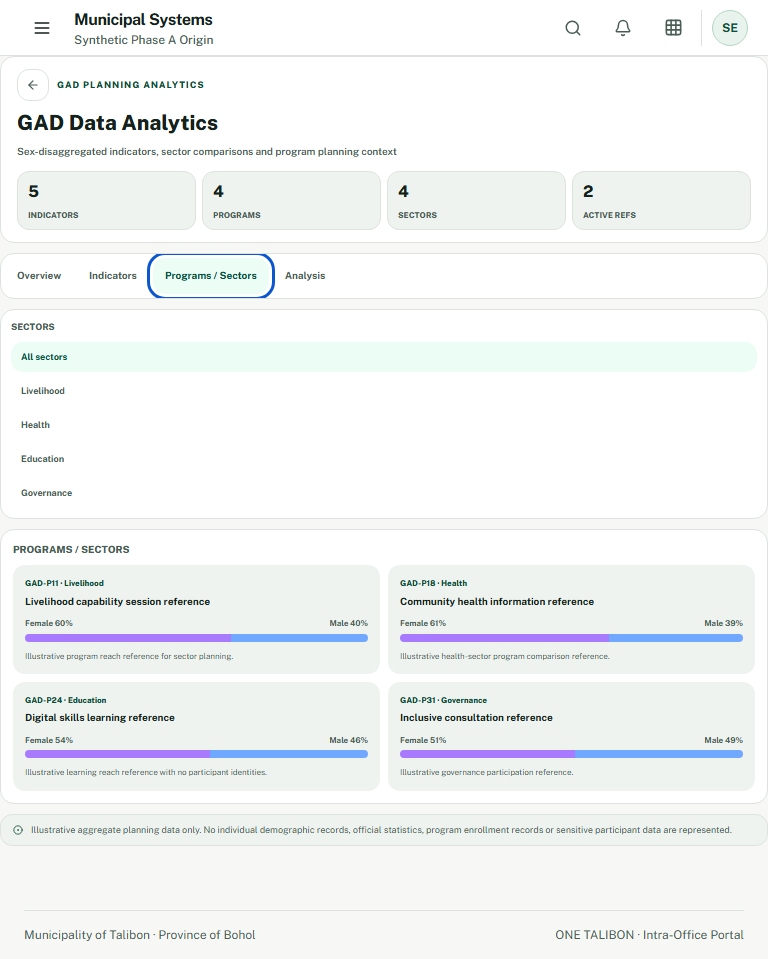 Municipal Systems
Synthetic Phase A Origin
SE
GAD PLANNING ANALYTICS
GAD Data Analytics
Sex-disaggregated indicators, sector comparisons and program planning context
5
INDICATORS
4
PROGRAMS
4
SECTORS
2
ACTIVE REFS
Overview
Indicators
Programs / Sectors
Analysis
SECTORS
All sectors
Livelihood
Health
Education
Governance
PROGRAMS / SECTORS
GAD-P11 · Livelihood
Livelihood capability session reference
Female 60% Male 40%
Illustrative program reach reference for sector planning.
GAD-P18 · Health
Community health information reference
Female 61% Male 39%
Illustrative health-sector program comparison reference.
GAD-P24 · Education
Digital skills learning reference
Female 54% Male 46%
Illustrative learning reach reference with no participant identities.
GAD-P31 · Governance
Inclusive consultation reference
Female 51% Male 49%
Illustrative governance participation reference.
Illustrative aggregate planning data only. No individual demographic records, official statistics, program enrollment records or sensitive participant data are represented.
Municipality of Talibon · Province of Bohol
ONE TALIBON · Intra-Office Portal